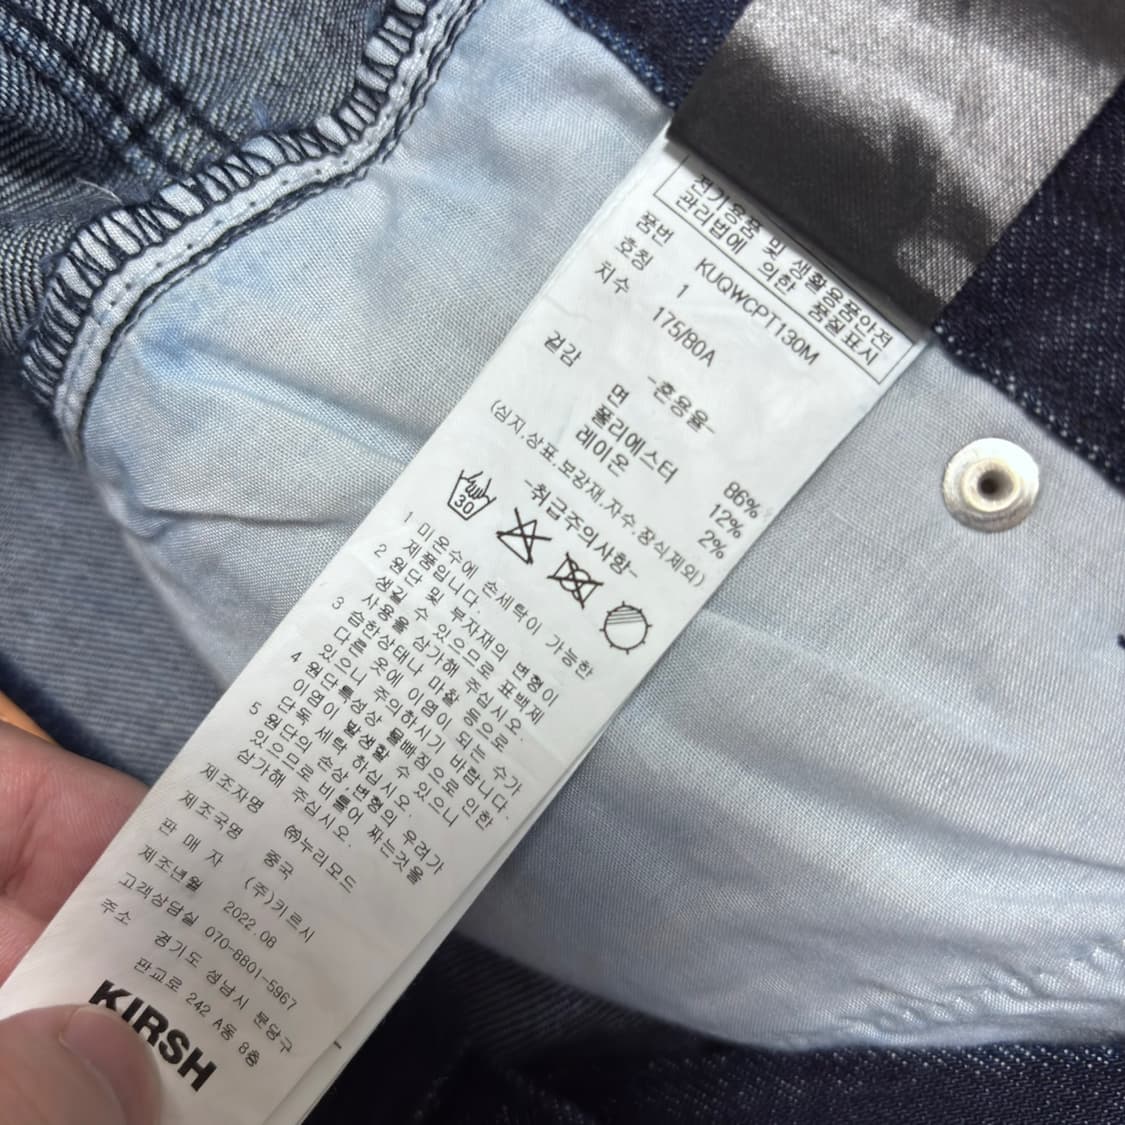 전기용품 및 생활용품안전
관리법에 의한 품질표시
품번 KUQWCPT130M
호칭 1
치수 175/80A
-혼용율-
겉감 면 86%
폴리에스터 12%
레이온 2%
(심지.상표.보강재.자수.장식제외)
-취급주의사항-
30
1 미온수에 손세탁이 가능한
제품입니다.
2 원단 및 부자재의 변형이
생길 수 있으므로 표백제
사용을 삼가해 주십시오.
3 습한상태나 마찰 등으로
다른 옷에 이염이 되는 수가
있으니 주의하시기 바랍니다.
4 원단특성상 물빠짐으로 인한
이염이 발생할 수 있으니
단독 세탁 하십시오.
5 원단의 손상,변형의 우려가
있으므로 비틀어 짜는것을
삼가해 주십시오.
제조자명 ㈜누리모드
제조국명 중국
판 매 자 (주)키르시
제조년월 2022.08
고객상담실 070-8801-5967
주소 경기도 성남시 분당구
판교로 242 A동 8층
KIRSH